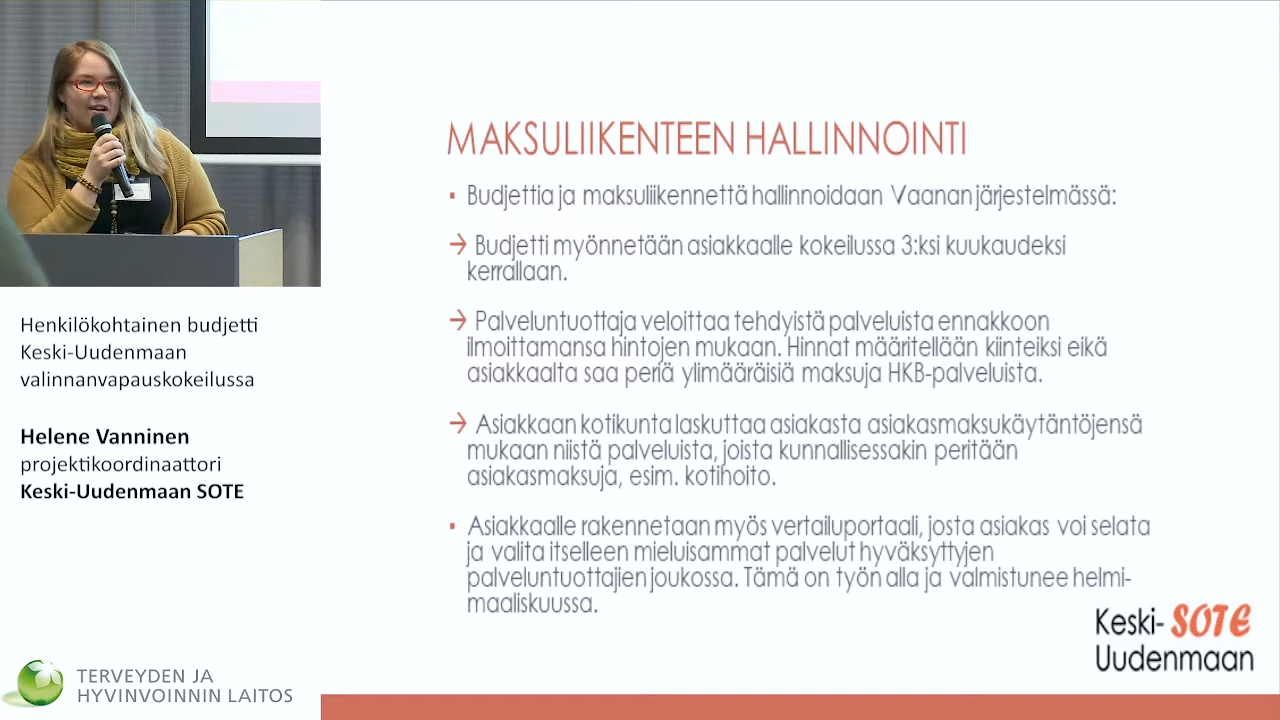 Henkilökohtainen budjetti
Keski-Uudenmaan
valinnanvapauskokeilussa
Helene Vanninen
projektikoordinaattori
Keski-Uudenmaan SOTE
TERVEYDEN JA
HYVINVOINNIN LAITOS
MAKSULIIKENTEEN HALLINNOINTI
▪ Budjettia ja maksuliikennettä hallinnoidaan Vaanan järjestelmässä:
→ Budjetti myönnetään asiakkaalle kokeilussa 3:ksi kuukaudeksi
kerrallaan.
→ Palveluntuottaja veloittaa tehdyistä palveluista ennakkoon
ilmoittamansa hintojen mukaan. Hinnat määritellään kiinteiksi eikä
asiakkaalta saa periä ylimääräisiä maksuja HKB-palveluista.
→ Asiakkaan kotikunta laskuttaa asiakasta asiakasmaksukäytäntöjensä
mukaan niistä palveluista, joista kunnallisessakin peritään
asiakasmaksuja, esim. kotihoito.
▪ Asiakkaalle rakennetaan myös vertailuportaali, josta asiakas voi selata
ja valita itselleen mieluisammat palvelut hyväksyttyjen
palveluntuottajien joukossa. Tämä on työn alla ja valmistunee helmi-
maaliskuussa.
Keski- SOTE
Uudenmaan